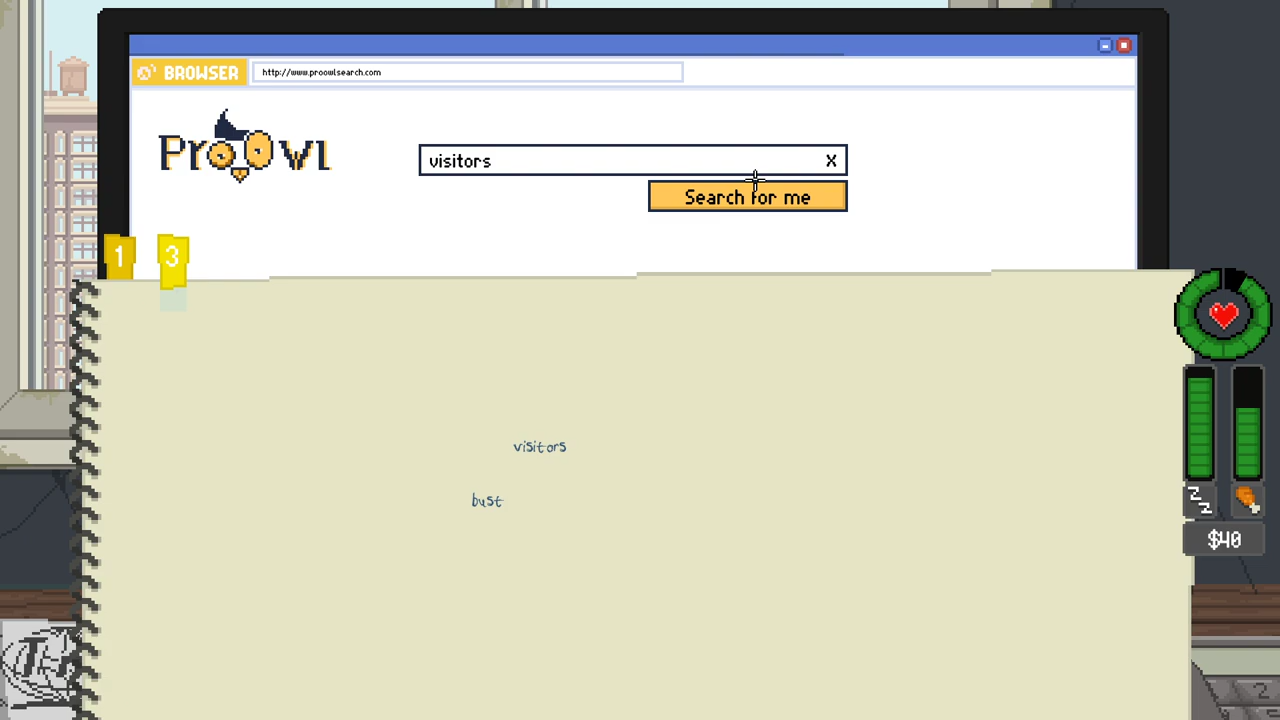 BROWSER
http://www.proowlsearch.com
PrOOwl
visitors X
Search for me
1 3
visitors
bust
$40